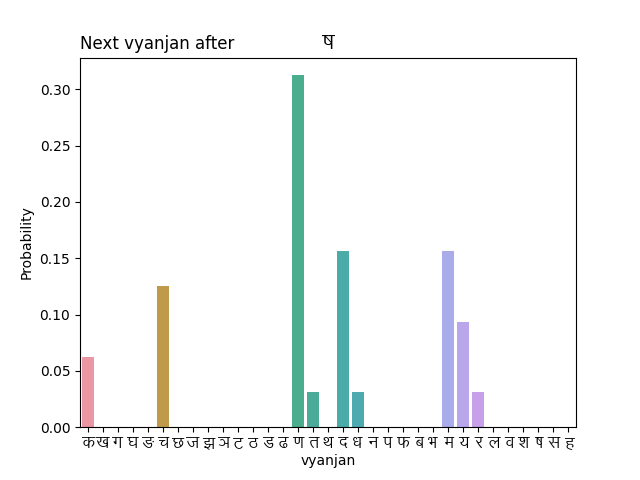 Next vyanjan after ष
0.30
0.25
0.20
0.15
0.10
0.05
0.00
Probability
क ख ग घ ङ च छ ज झ ञ ट ठ ड ढ ण त थ द ध न प फ ब भ म य र ल व श ष स ह
vyanjan